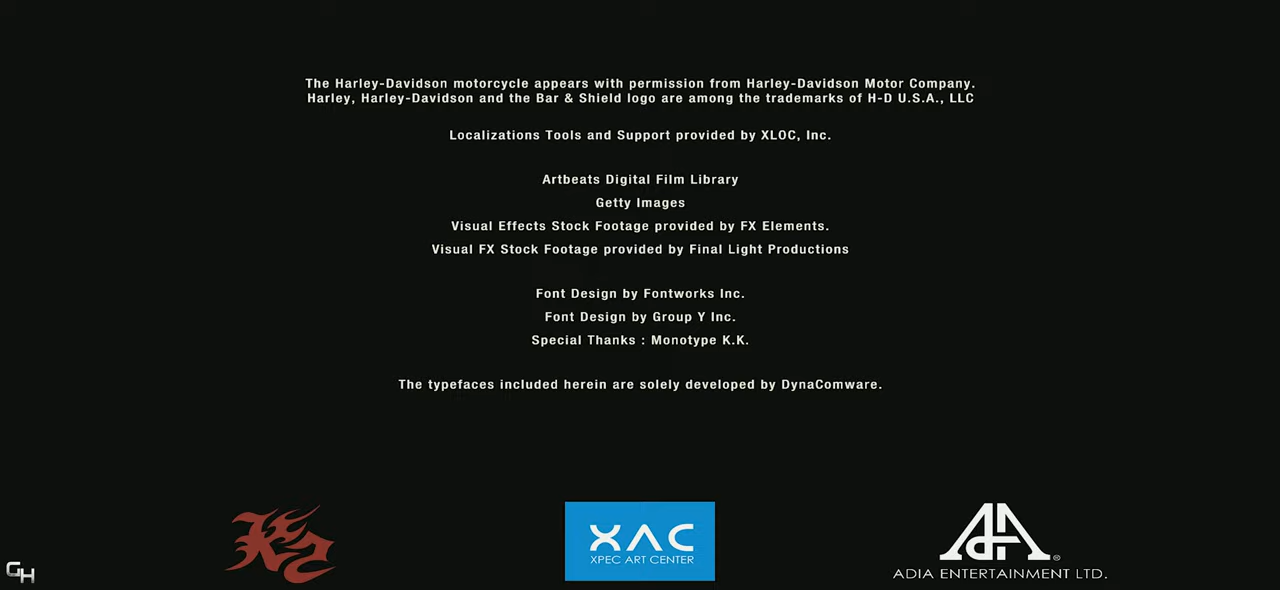 The Harley-Davidson motorcycle appears with permission from Harley-Davidson Motor Company.
Harley, Harley-Davidson and the Bar & Shield logo are among the trademarks of H-D U.S.A., LLC
Localizations Tools and Support provided by XLOC, Inc.
Artbeats Digital Film Library
Getty Images
Visual Effects Stock Footage provided by FX Elements.
Visual FX Stock Footage provided by Final Light Productions
Font Design by Fontworks Inc.
Font Design by Group Y Inc.
Special Thanks : Monotype K.K.
The typefaces included herein are solely developed by DynaComware.
K2
XAC
XPEC ART CENTER
AIA®
ADIA ENTERTAINMENT LTD.
GH